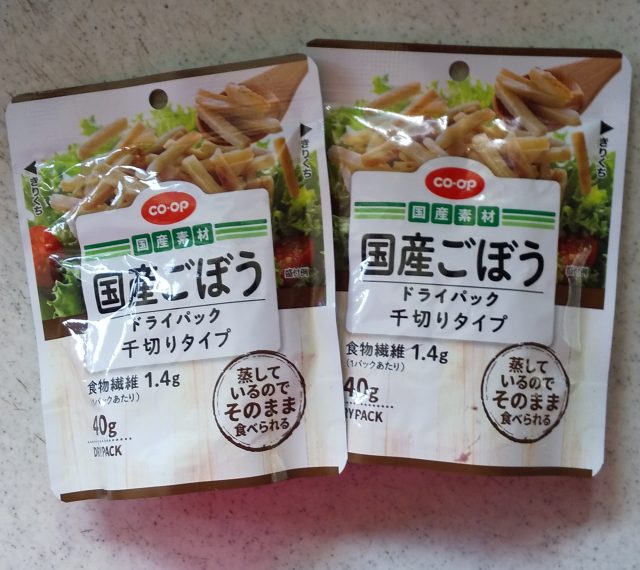 きりくち
きりくち
co·op
国産素材
国産ごぼう
ドライパック
千切りタイプ
食物繊維 1.4g
(1パックあたり)
40g
DRYPACK
蒸して
いるので
そのまま
食べられる
きりくち
co·op
国産素材
国産ごぼう
ドライパック
千切りタイプ
盛付例
食物繊維 1.4g
(1パックあたり)
40g
RYPACK
蒸して
いるので
そのまま
食べられる